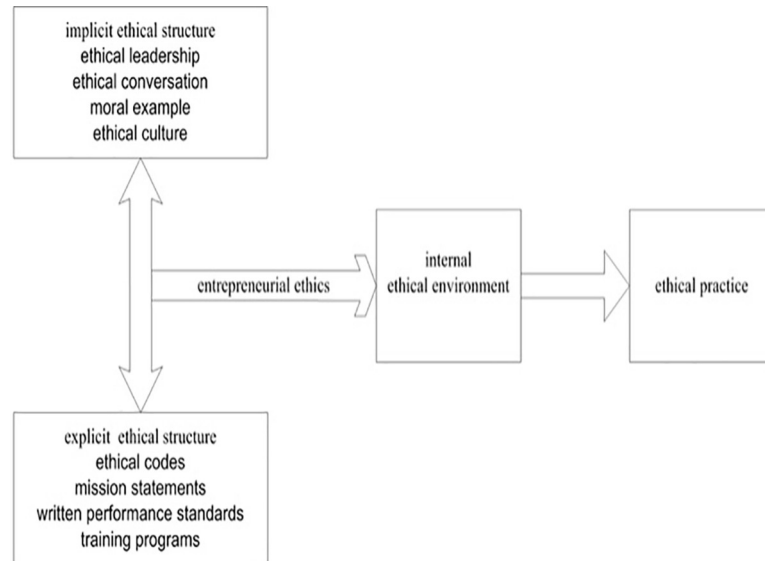 implicit ethical structure
ethical leadership
ethical conversation
moral example
ethical culture
entrepreneurial ethics
internal
ethical environment
ethical practice
explicit ethical structure
ethical codes
mission statements
written performance standards
training programs